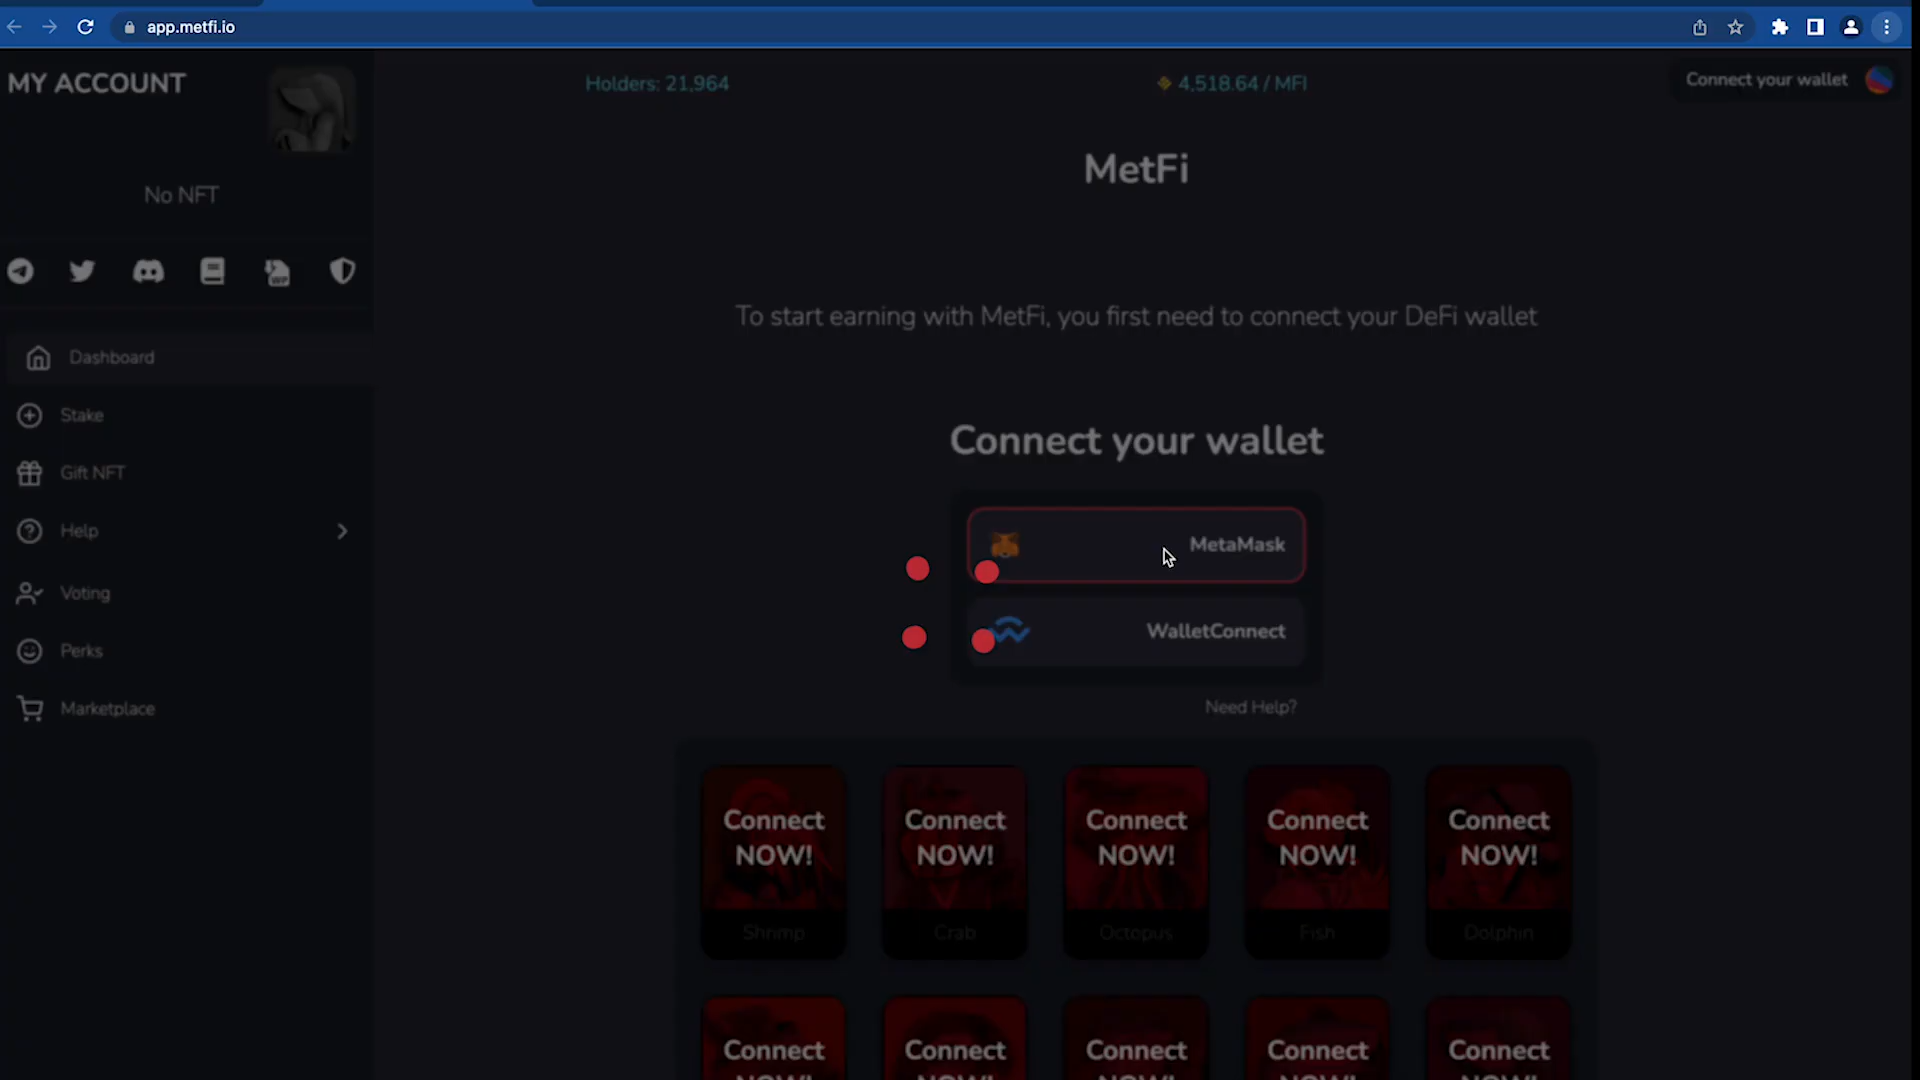 app.metfi.io
MY ACCOUNT
No NFT
Dashboard
Stake
Gift NFT
Help
Voting
Perks
Marketplace
Holders: 21,964
4,518.64 / MFI
Connect your wallet
MetFi
To start earning with MetFi, you first need to connect your DeFi wallet
Connect your wallet
MetaMask
WalletConnect
Need Help?
Connect NOW!
Shrimp
Connect NOW!
Crab
Connect NOW!
Octopus
Connect NOW!
Fish
Connect NOW!
Dolphin
Connect
Connect
Connect
Connect
Connect